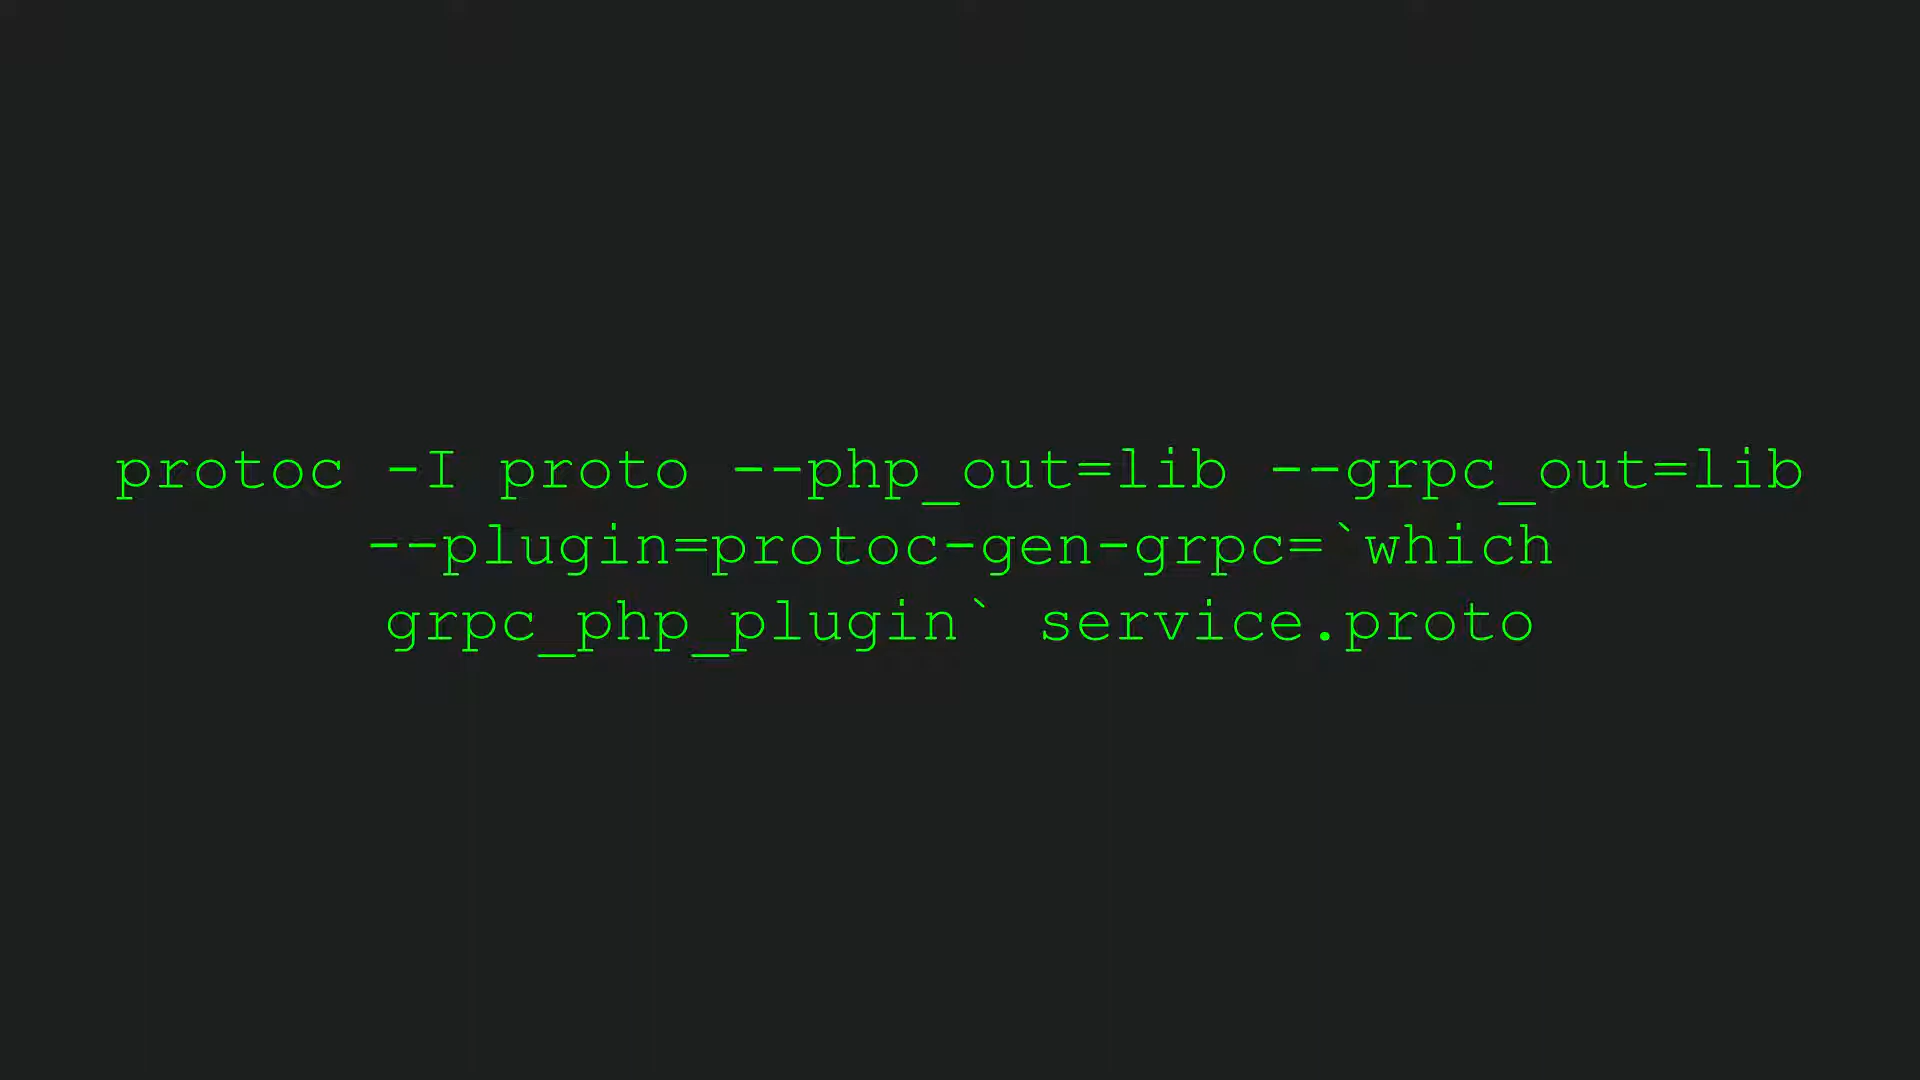 protoc -I proto --php_out=lib --grpc_out=lib
--plugin=protoc-gen-grpc=`which
grpc_php_plugin` service.proto